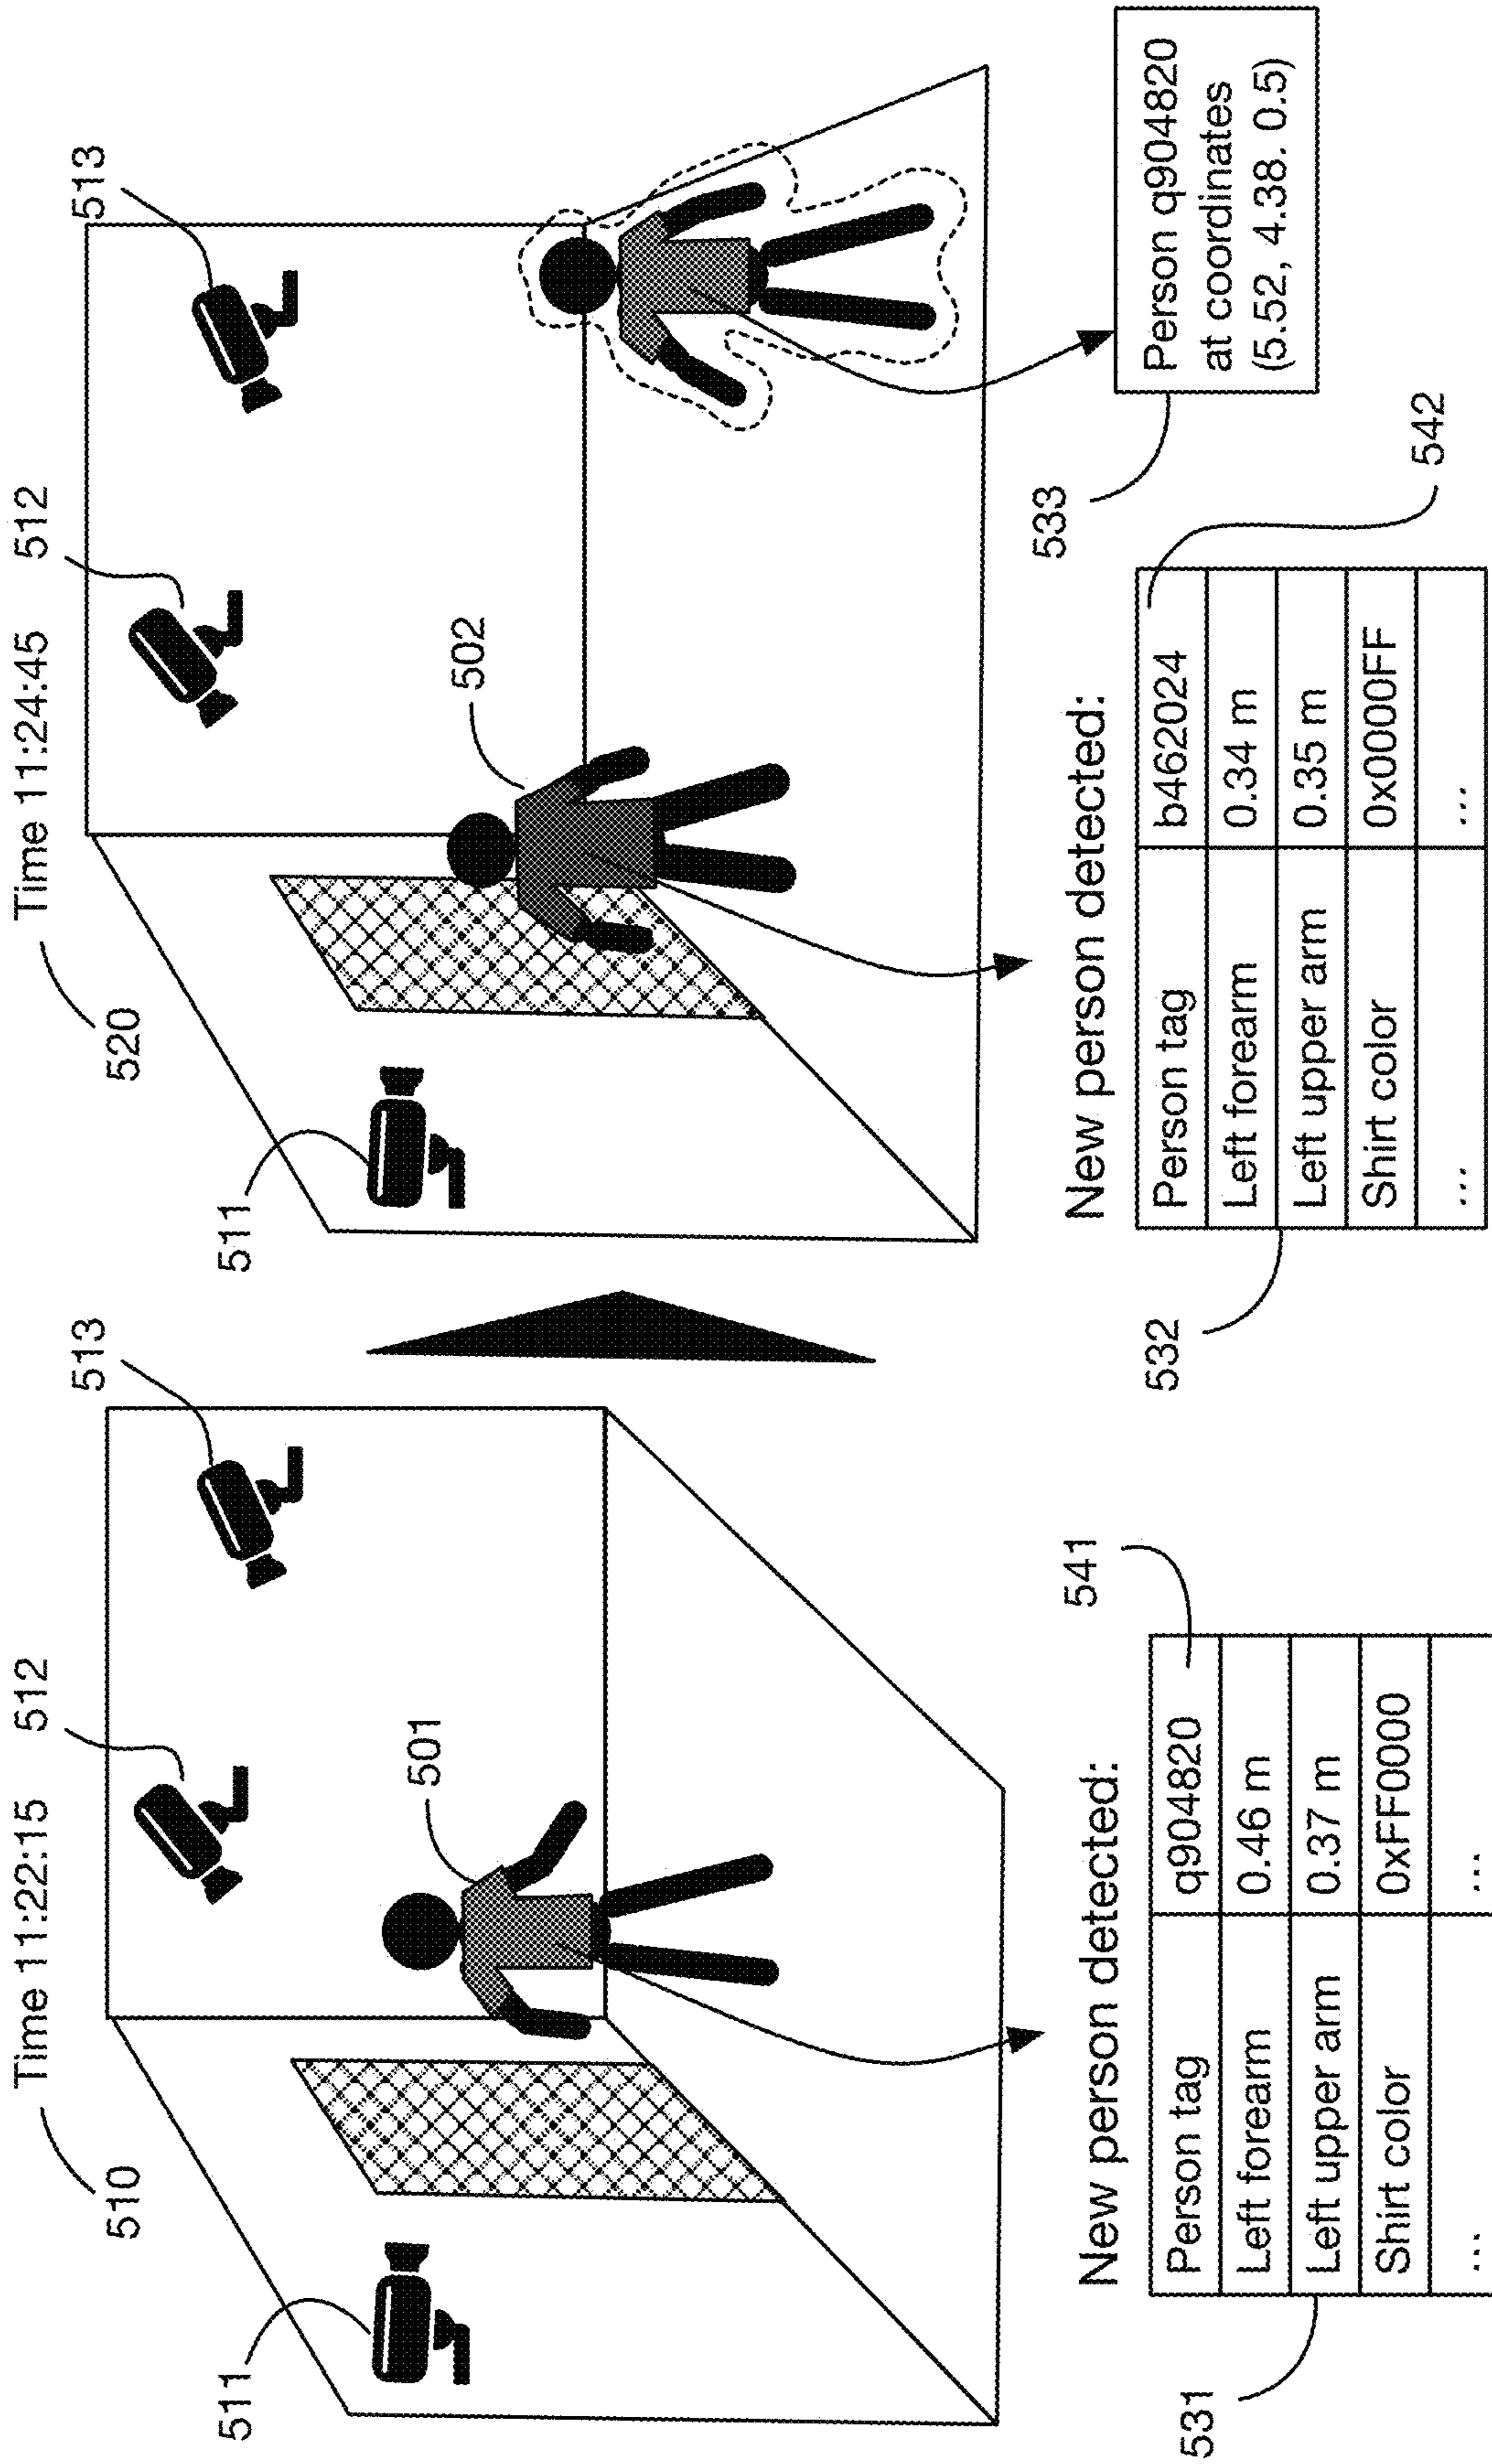 510
Time 11:22:15
512
513
511
501
New person detected:
541
Person tag q904820
Left forearm 0.46 m
Left upper arm 0.37 m
Shirt color 0xFF0000
... ...
531
520
Time 11:24:45
512
513
511
502
New person detected:
Person tag b462024
Left forearm 0.34 m
Left upper arm 0.35 m
Shirt color 0x0000FF
... ...
532
542
533
Person q904820
at coordinates
(5.52, 4.38. 0.5)